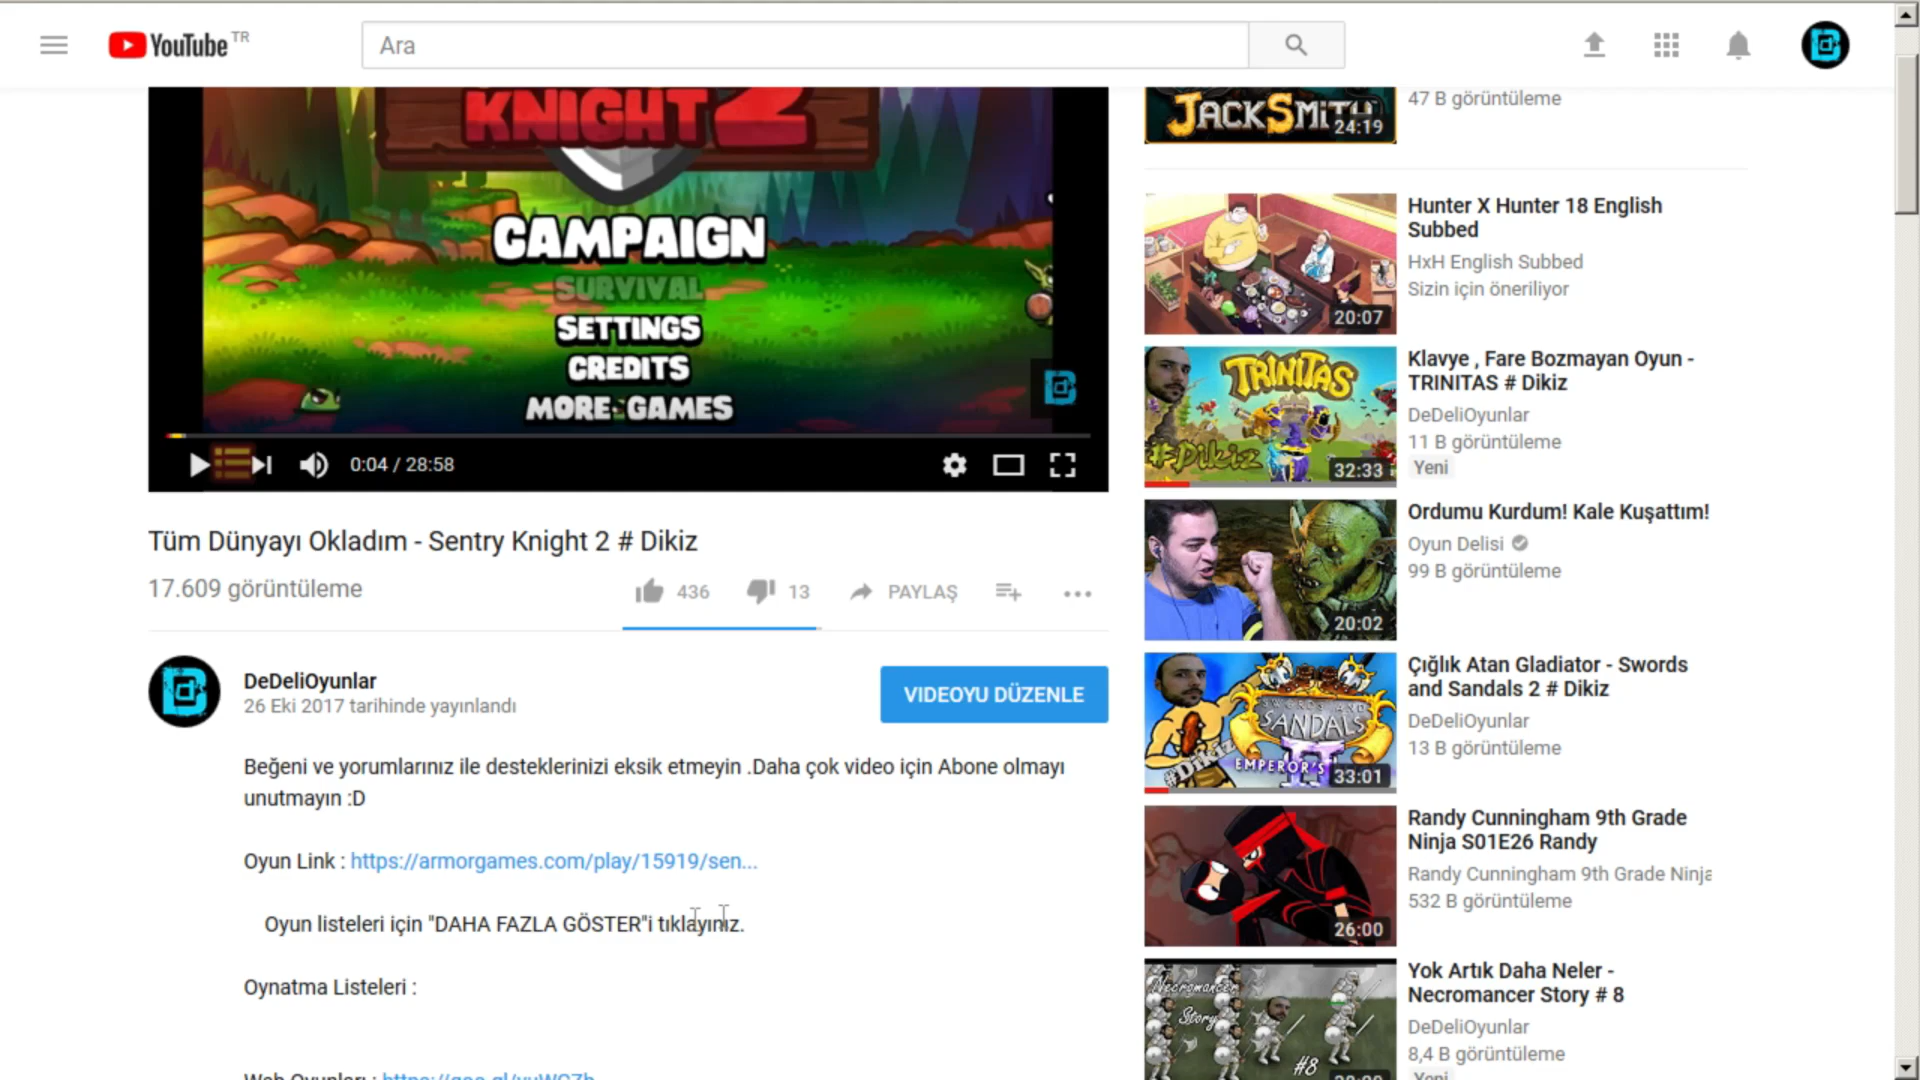 YouTube TR
Ara
KNIGHT 2
CAMPAIGN
SURVIVAL
SETTINGS
CREDITS
MORE GAMES
0:04 / 28:58
Tüm Dünyayı Okladım - Sentry Knight 2 # Dikiz
17.609 görüntüleme
436
13
PAYLAŞ
DeDeliOyunlar
26 Eki 2017 tarihinde yayınlandı
VIDEOYU DÜZENLE
Beğeni ve yorumlarınız ile desteklerinizi eksik etmeyin .Daha çok video için Abone olmayı
unutmayın :D
Oyun Link : https://armorgames.com/play/15919/sen...
Oyun listeleri için "DAHA FAZLA GÖSTER"i tıklayınız.
Oynatma Listeleri :
JACKSMITH
24:19
47 B görüntüleme
20:07
Hunter X Hunter 18 English
Subbed
HxH English Subbed
Sizin için öneriliyor
TRINITAS
#Dikiz
32:33
Klavye , Fare Bozmayan Oyun -
TRINITAS # Dikiz
DeDeliOyunlar
11 B görüntüleme
Yeni
20:02
Ordumu Kurdum! Kale Kuşattım!
Oyun Delisi
99 B görüntüleme
SWORDS AND
SANDALS II
EMPEROR'S
#Dikiz
33:01
Çığlık Atan Gladiator - Swords
and Sandals 2 # Dikiz
DeDeliOyunlar
13 B görüntüleme
26:00
Randy Cunningham 9th Grade
Ninja S01E26 Randy
Randy Cunningham 9th Grade Ninja
532 B görüntüleme
Necromancer
Story
#8
Yok Artık Daha Neler -
Necromancer Story # 8
DeDeliOyunlar
8,4 B görüntüleme
Yeni